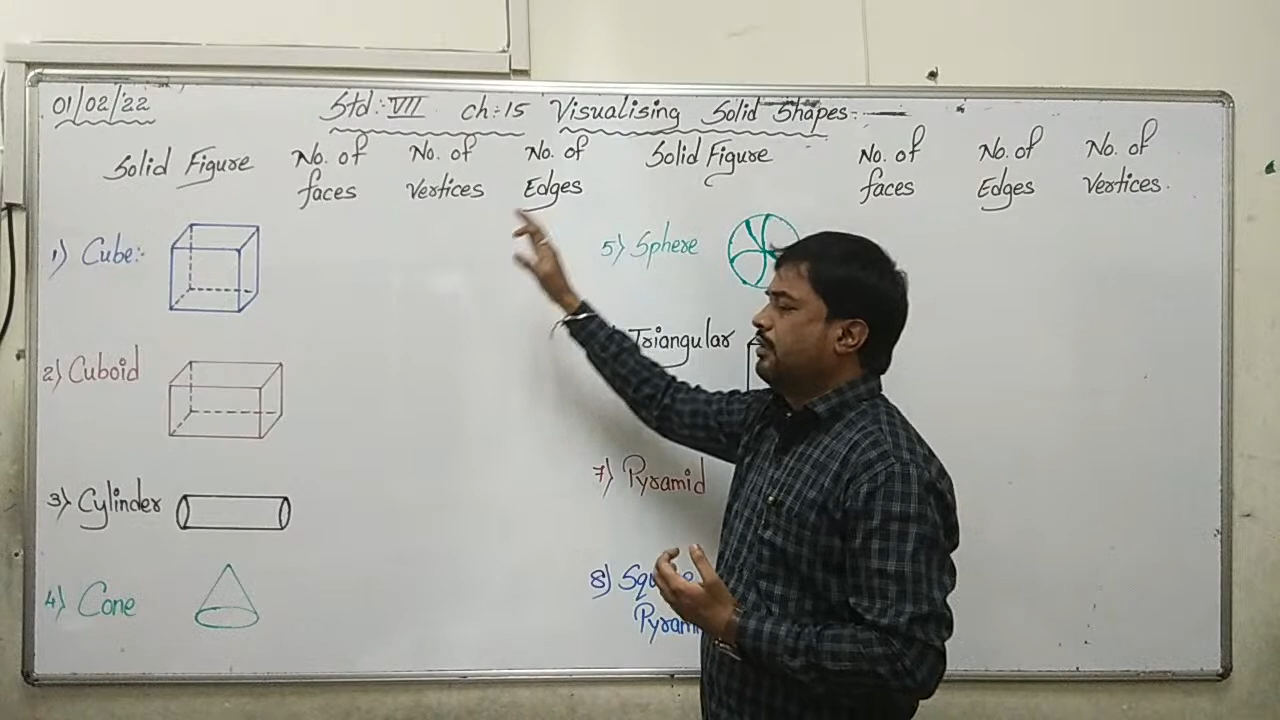 01/02/'22
Std:- VII ch:-15 Visualising Solid Shapes:-
Solid Figure No. of faces No. of vertices No. of Edges
1) Cube:-
2) Cuboid
3) Cylinder
4) Cone
Solid Figure No. of faces No. of Edges No. of vertices.
5) Sphere
Triangular
7) Pyramid
8)